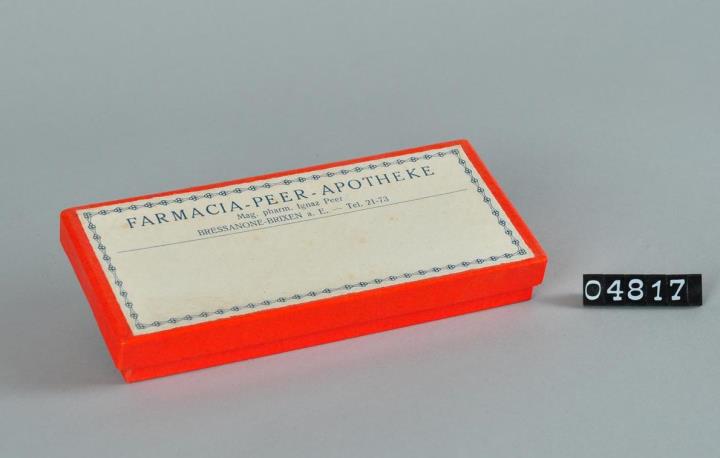 FARMACIA-PEER-APOTHEKE
Mag. pharm. Ignaz Peer
BRESSANONE-BRIXEN a. E. — Tel. 21-73
04817